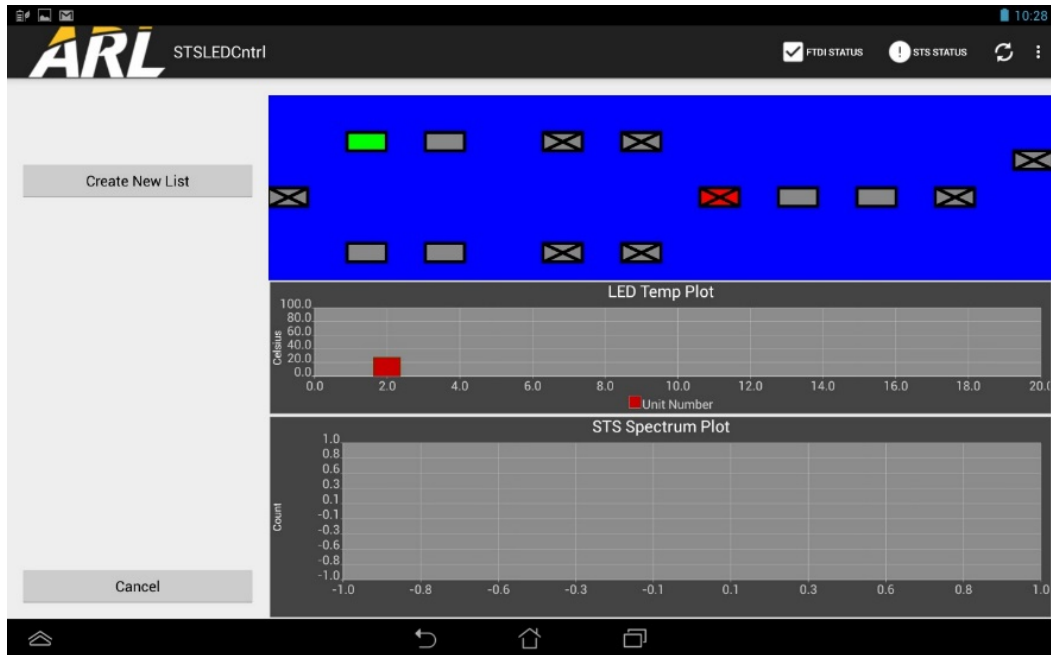 10:28
ARL STSLEDCntrl
FTDI STATUS
STS STATUS
Create New List
Cancel
LED Temp Plot
Celsius
100.0
80.0
60.0
40.0
20.0
0.0
0.0 2.0 4.0 6.0 8.0 10.0 12.0 14.0 16.0 18.0 20.0
Unit Number
STS Spectrum Plot
Count
1.0
0.8
0.6
0.3
0.1
-0.1
-0.3
-0.6
-0.8
-1.0
-1.0 -0.8 -0.6 -0.3 -0.1 0.1 0.3 0.6 0.8 1.0